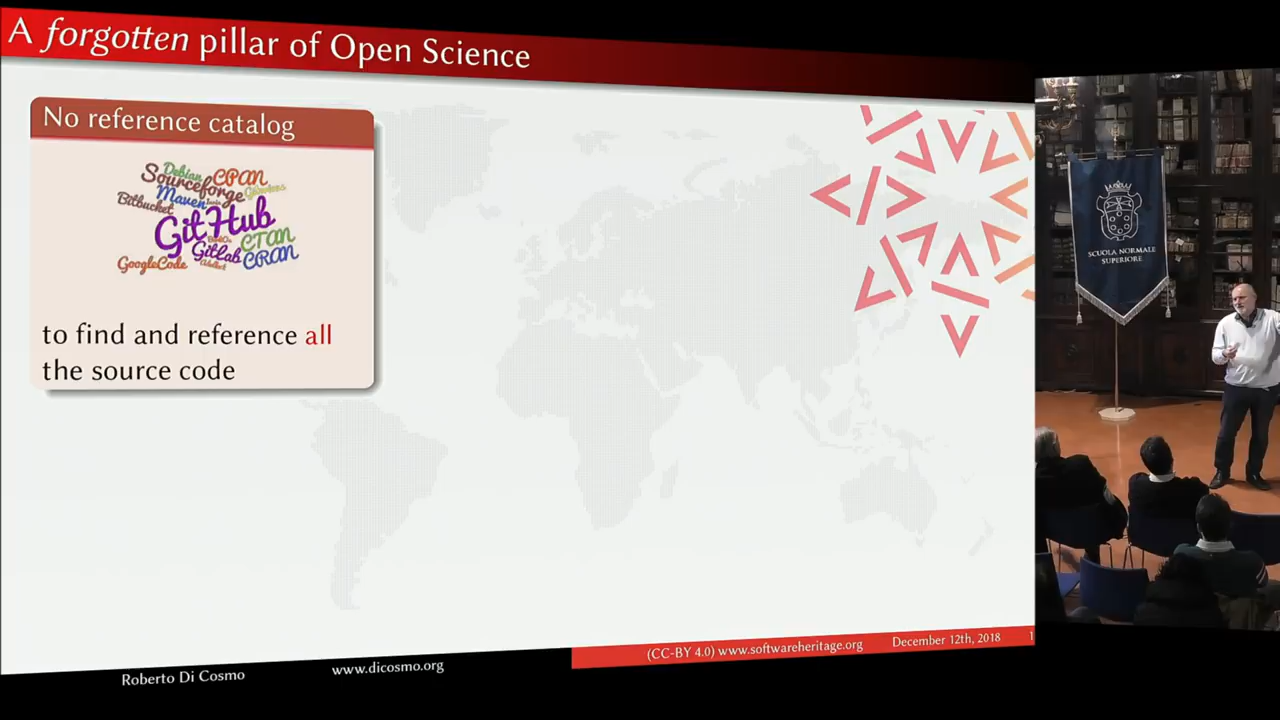 A forgotten pillar of Open Science
No reference catalog
Debian
CPAN
Sourceforge
Maven
Bitbucket
GitHub
CTAN
GitLab
CRAN
GoogleCode
to find and reference all
the source code
SCUOLA NORMALE
SUPERIORE
(CC-BY 4.0) www.softwareheritage.org December 12th, 2018 1
Roberto Di Cosmo www.dicosmo.org